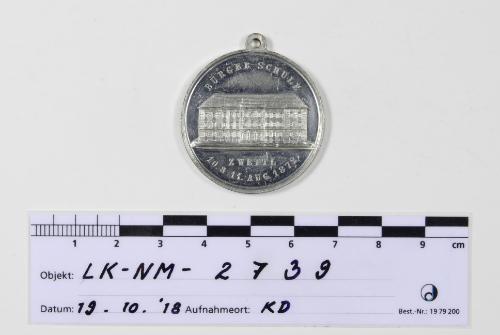 BÜRGER SCHULE
ZWETTL
10 & 11. AUG. 1879.
1 2 3 4 5 6 7 8 9 cm
Objekt: LK-NM- 2739
Datum: 19. 10. '18 Aufnahmeort: KD
Best.-Nr.: 19 79 200